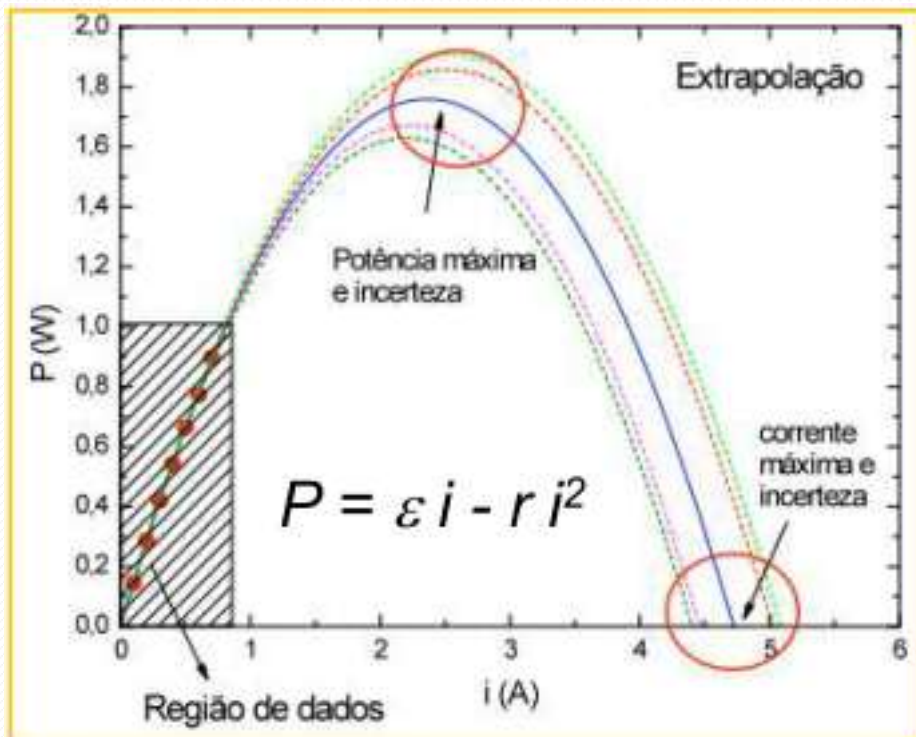 2.0
1.8
1.6
1.4
1.2
1.0
0.8
0.6
0.4
0.2
0.0
P (W)
Extrapolação
Potência máxima
e incerteza
corrente
máxima e
incerteza
P = ε i - r i²
0 1 2 3 4 5 6
i (A)
Região de dados